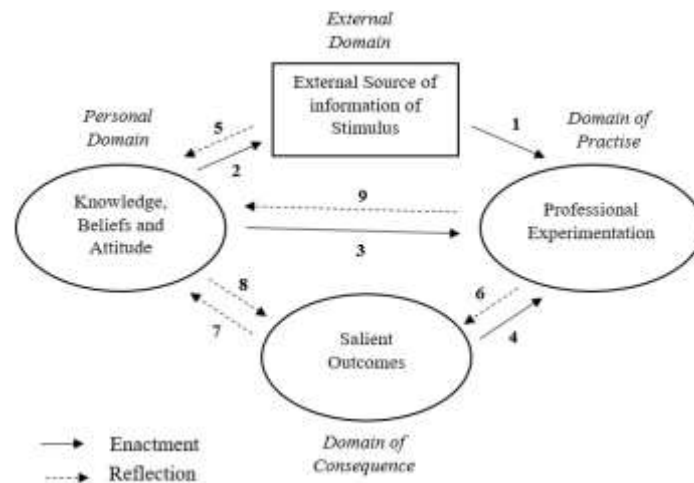 External
Domain
External Source of
information of
Stimulus
Personal
Domain
5
2
1
Domain of
Practise
Knowledge,
Beliefs and
Attitude
9
3
Professional
Experimentation
8
7
6
4
Salient
Outcomes
Enactment
Reflection
Domain of
Consequence